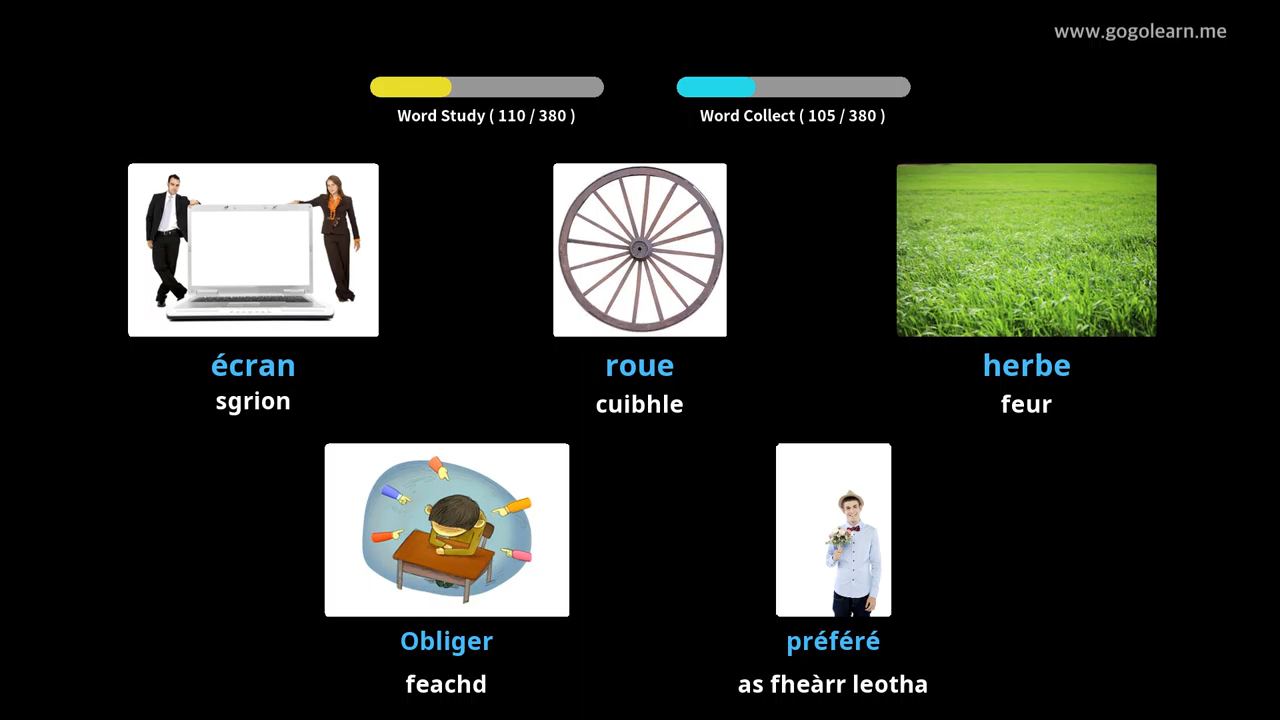 www.gogolearn.me
Word Study ( 110 / 380 )
Word Collect ( 105 / 380 )
écran
sgrion
roue
cuibhle
herbe
feur
Obliger
feachd
préféré
as fheàrr leotha